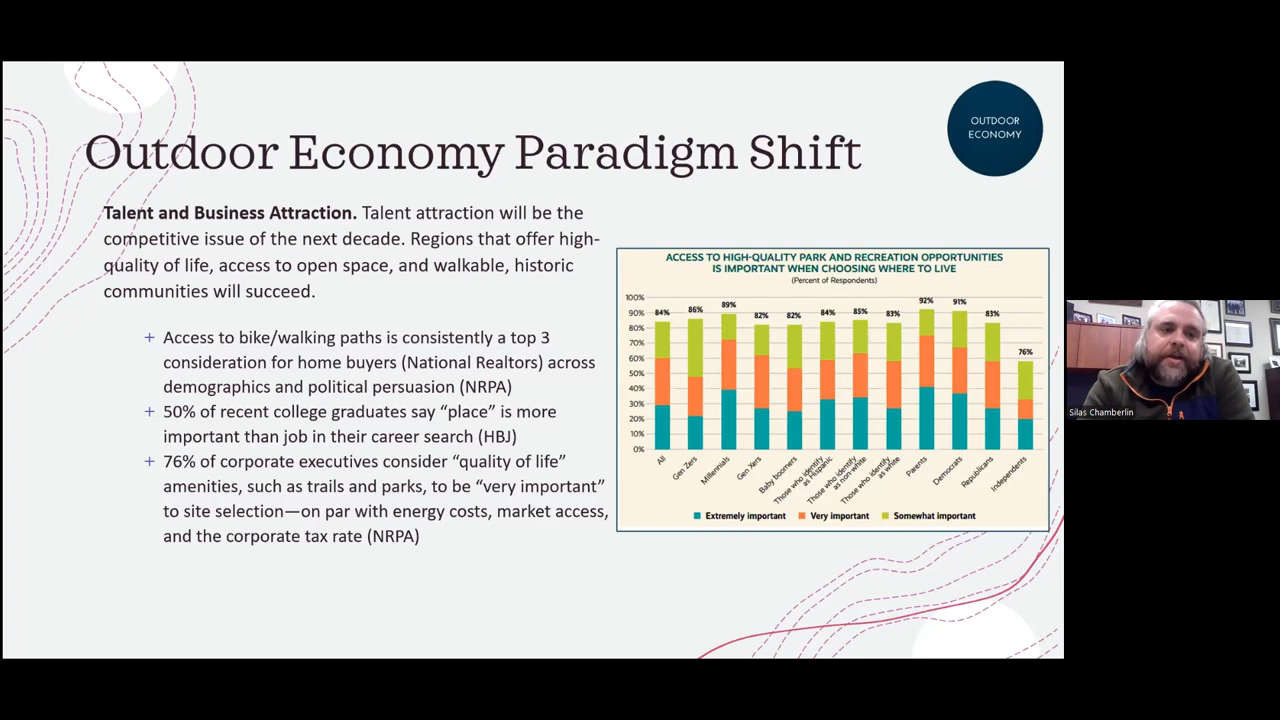 OUTDOOR
ECONOMY
Outdoor Economy Paradigm Shift
Talent and Business Attraction. Talent attraction will be the
competitive issue of the next decade. Regions that offer high-
quality of life, access to open space, and walkable, historic
communities will succeed.
+ Access to bike/walking paths is consistently a top 3
consideration for home buyers (National Realtors) across
demographics and political persuasion (NRPA)
+ 50% of recent college graduates say “place” is more
important than job in their career search (HBJ)
+ 76% of corporate executives consider “quality of life”
amenities, such as trails and parks, to be “very important”
to site selection—on par with energy costs, market access,
and the corporate tax rate (NRPA)
ACCESS TO HIGH-QUALITY PARK AND RECREATION OPPORTUNITIES
IS IMPORTANT WHEN CHOOSING WHERE TO LIVE
(Percent of Respondents)
100%
90%
80%
70%
60%
50%
40%
30%
20%
10%
0%
84%
86%
89%
82%
82%
84%
85%
83%
92%
91%
83%
76%
All
Gen Zers
Millennials
Gen Xers
Baby boomers
Those who identify
as Hispanic
Those who identify
as non-white
Those who identify
as white
Parents
Democrats
Republicans
Independents
Extremely important
Very important
Somewhat important
Silas Chamberlin